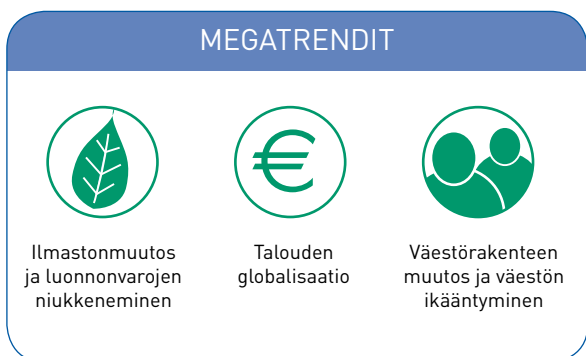 MEGATRENDIT
€
Ilmastonmuutos
ja luonnonvarojen
niukkeneminen
Talouden
globalisaatio
Väestörakenteen
muutos ja väestön
ikääntyminen